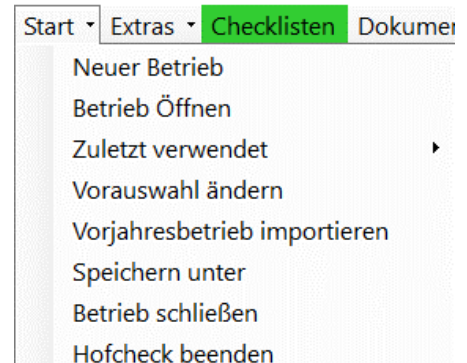 Start Extras Checklisten Dokumen
Neuer Betrieb
Betrieb Öffnen
Zuletzt verwendet
Vorauswahl ändern
Vorjahresbetrieb importieren
Speichern unter
Betrieb schließen
Hofcheck beenden